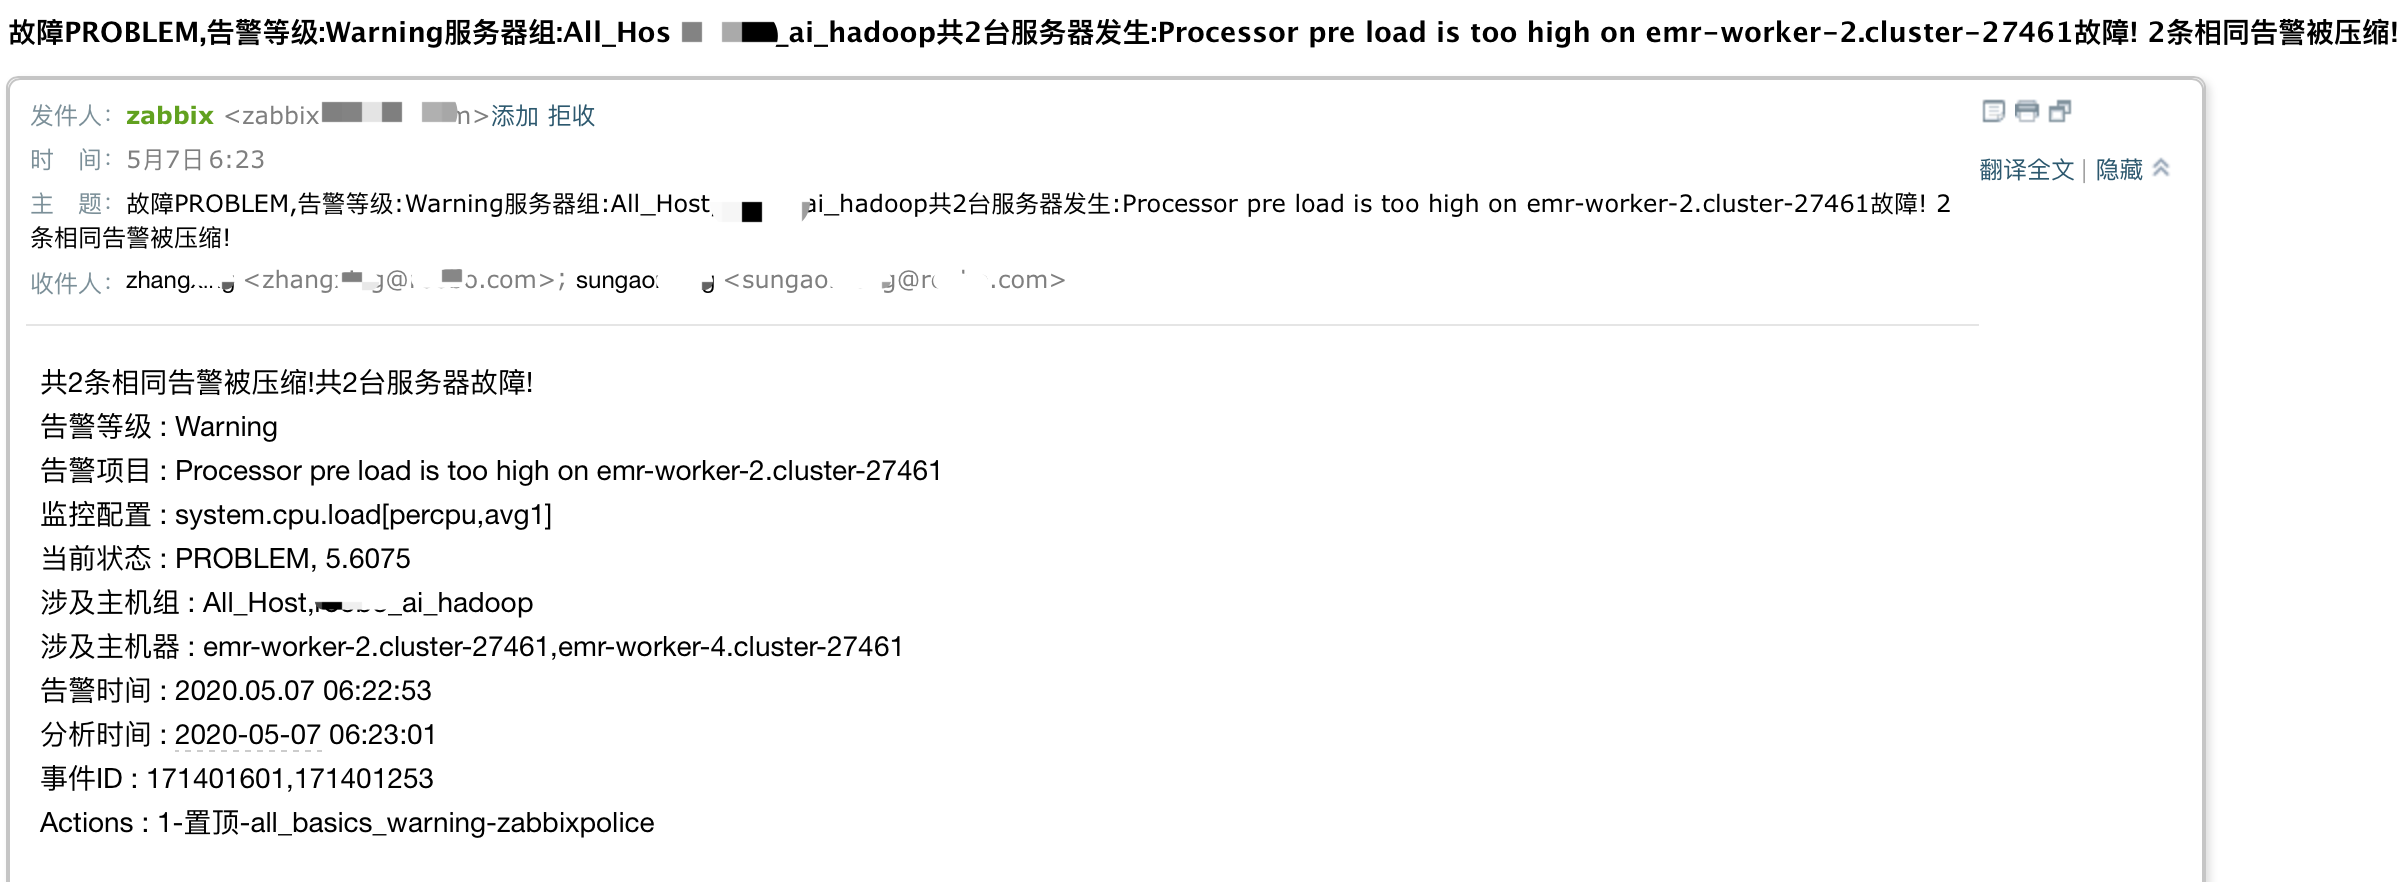 故障PROBLEM,告警等级:Warning服务器组:All_Hos _ai_hadoop共2台服务器发生:Processor pre load is too high on emr-worker-2.cluster-27461故障! 2条相同告警被压缩!
发件人: zabbix <zabbix m>添加 拒收
时 间: 5月7日 6:23
翻译全文 | 隐藏
主 题: 故障PROBLEM,告警等级:Warning服务器组:All_Host, ai_hadoop共2台服务器发生:Processor pre load is too high on emr-worker-2.cluster-27461故障! 2
条相同告警被压缩!
收件人: zhang <zhang g@ .com>; sungao g <sungao g@r .com>
共2条相同告警被压缩!共2台服务器故障!
告警等级 : Warning
告警项目 : Processor pre load is too high on emr-worker-2.cluster-27461
监控配置 : system.cpu.load[percpu,avg1]
当前状态 : PROBLEM, 5.6075
涉及主机组 : All_Host, _ai_hadoop
涉及主机器 : emr-worker-2.cluster-27461,emr-worker-4.cluster-27461
告警时间 : 2020.05.07 06:22:53
分析时间 : 2020-05-07 06:23:01
事件ID : 171401601,171401253
Actions : 1-置顶-all_basics_warning-zabbixpolice